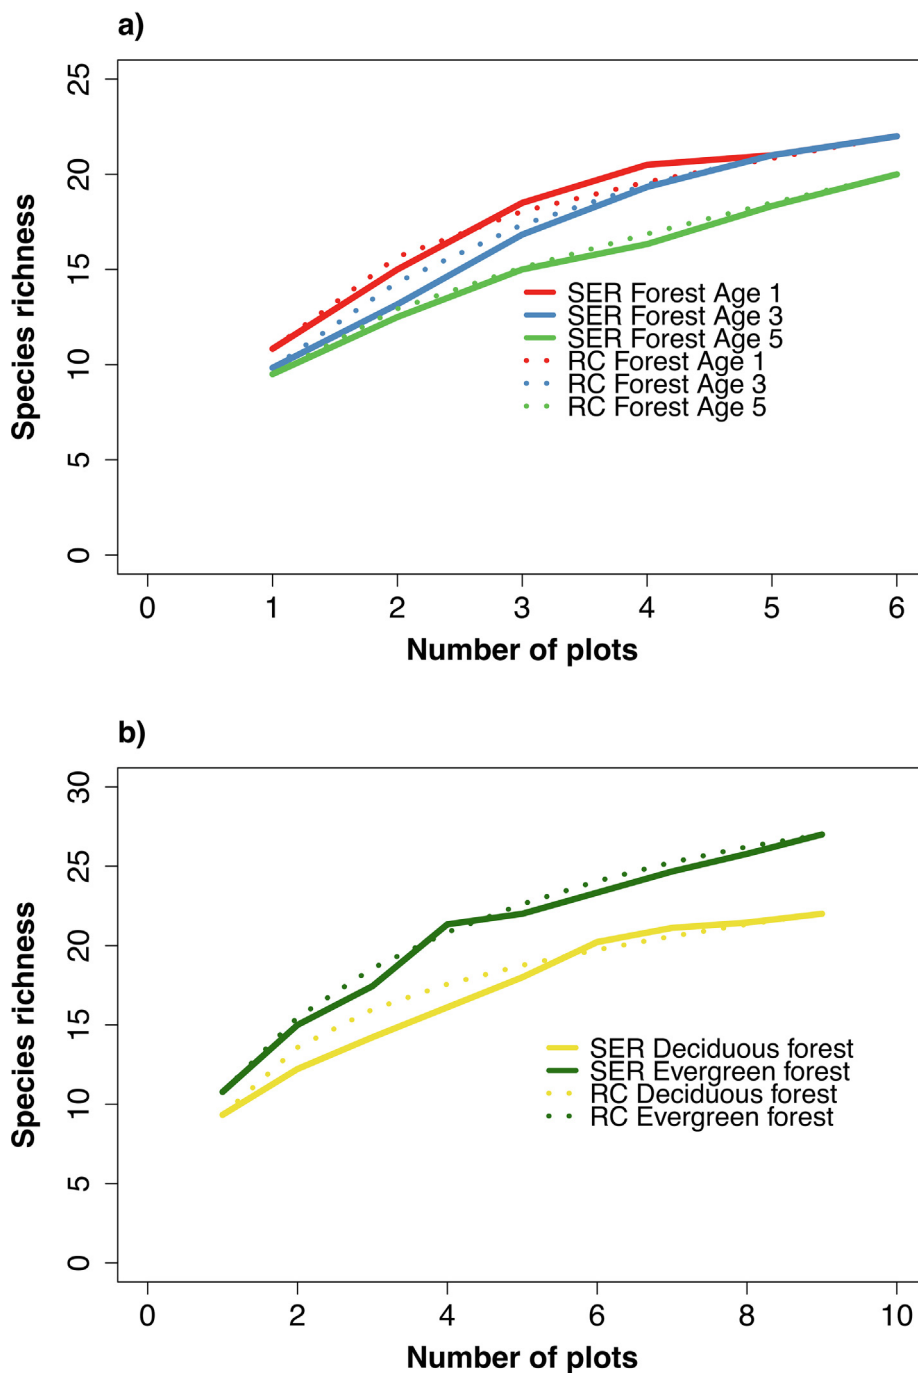 a)
Species richness
25
20
15
10
5
0
SER Forest Age 1
SER Forest Age 3
SER Forest Age 5
RC Forest Age 1
RC Forest Age 3
RC Forest Age 5
0 1 2 3 4 5 6
Number of plots
b)
Species richness
30
25
20
15
10
5
0
SER Deciduous forest
SER Evergreen forest
RC Deciduous forest
RC Evergreen forest
0 2 4 6 8 10
Number of plots